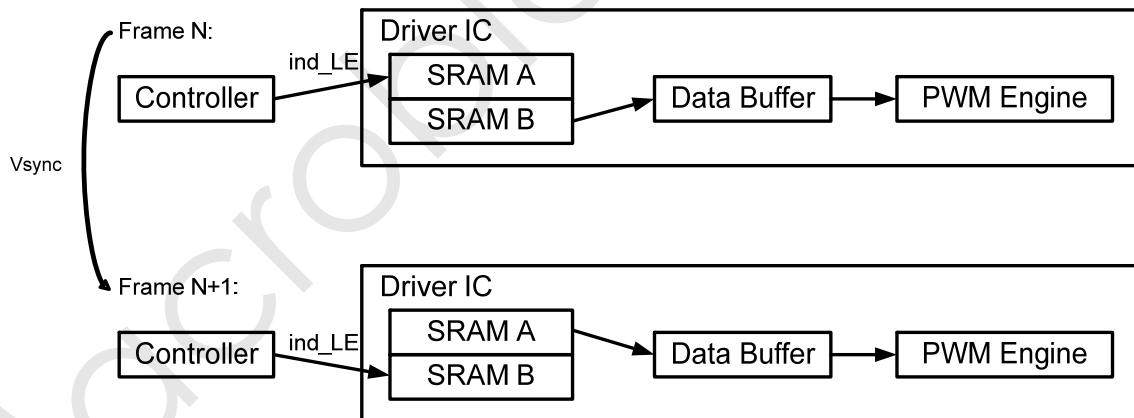 Frame N:
Driver IC
ind_LE
SRAM A
Controller
Data Buffer
PWM Engine
SRAM B
Vsync
Frame N+1:
Driver IC
ind_LE
SRAM A
Controller
Data Buffer
PWM Engine
SRAM B